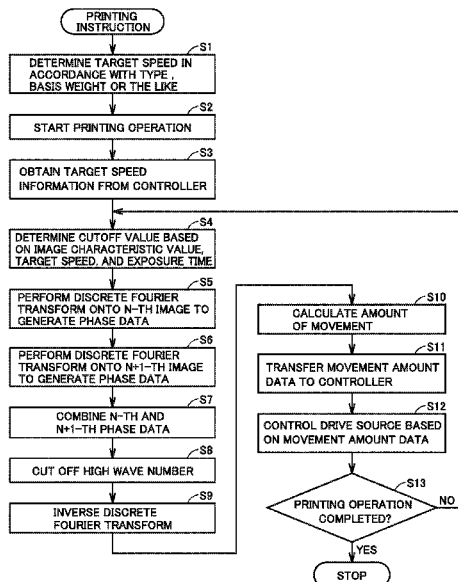 PRINTING
INSTRUCTION
S1
DETERMINE TARGET SPEED IN
ACCORDANCE WITH TYPE ,
BASIS WEIGHT OR THE LIKE
S2
START PRINTING OPERATION
S3
OBTAIN TARGET SPEED
INFORMATION FROM CONTROLLER
S4
DETERMINE CUTOFF VALUE BASED
ON IMAGE CHARACTERISTIC VALUE,
TARGET SPEED, AND EXPOSURE TIME
S5
PERFORM DISCRETE FOURIER
TRANSFORM ONTO N-TH IMAGE TO
GENERATE PHASE DATA
S6
PERFORM DISCRETE FOURIER
TRANSFORM ONTO N+1-TH IMAGE
TO GENERATE PHASE DATA
S7
COMBINE N-TH AND
N+1-TH PHASE DATA
S8
CUT OFF HIGH WAVE NUMBER
S9
INVERSE DISCRETE
FOURIER TRANSFORM
S10
CALCULATE AMOUNT
OF MOVEMENT
S11
TRANSFER MOVEMENT AMOUNT
DATA TO CONTROLLER
S12
CONTROL DRIVE SOURCE BASED
ON MOVEMENT AMOUNT DATA
S13
PRINTING OPERATION
COMPLETED?
NO
YES
STOP